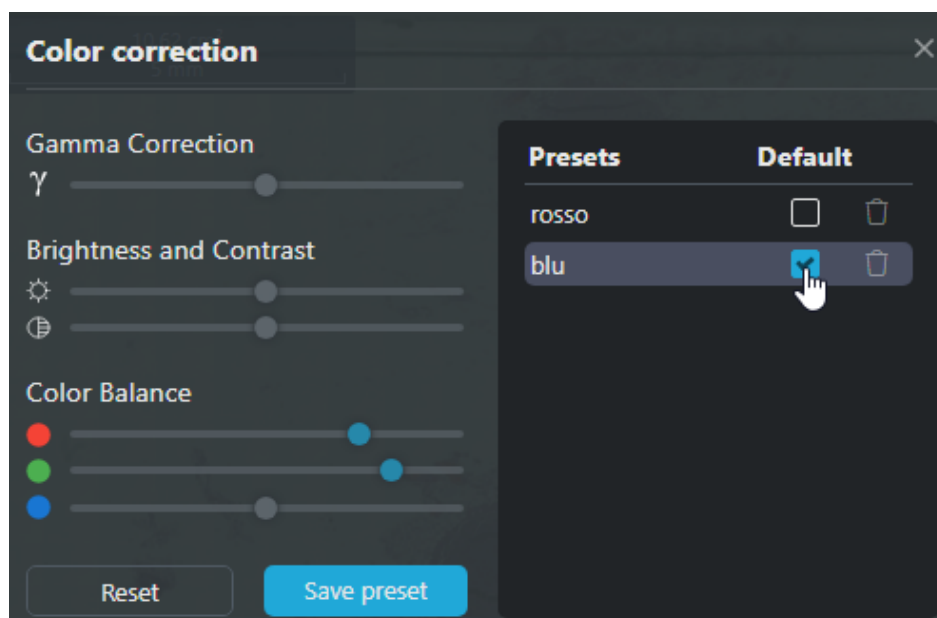 Color correction
Gamma Correction
γ
Brightness and Contrast
Color Balance
Reset
Save preset
Presets Default
rosso
blu